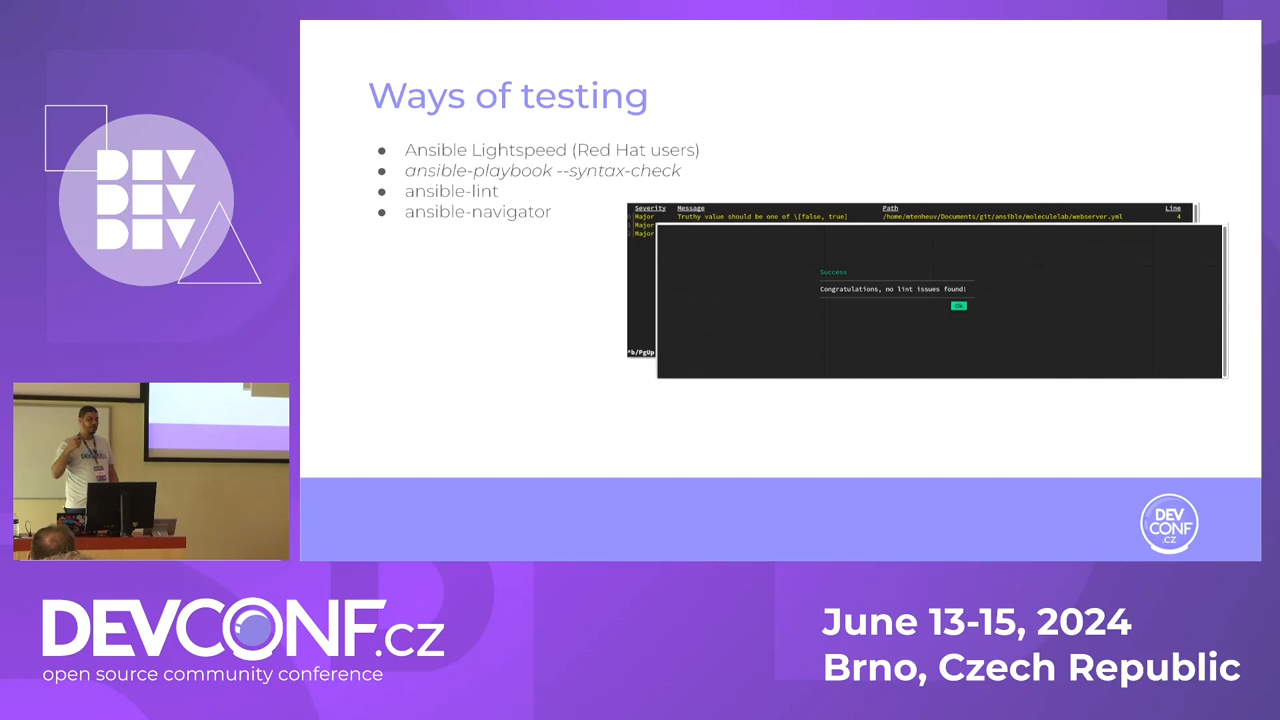 DEV
DEV
DEV
Ways of testing
● Ansible Lightspeed (Red Hat users)
● ansible-playbook --syntax-check
● ansible-lint
● ansible-navigator
Severity Message Path Line
0 Major Truthy value should be one of \[false, true] /home/mtenheuv/Documents/git/ansible/moleculelab/webserver.yml 4
1 Major
2 Major
Success
Congratulations, no lint issues found!
Ok
^b/PgUp
DEV
CONF
.CZ
DEVCONF.cz
open source community conference
June 13-15, 2024
Brno, Czech Republic